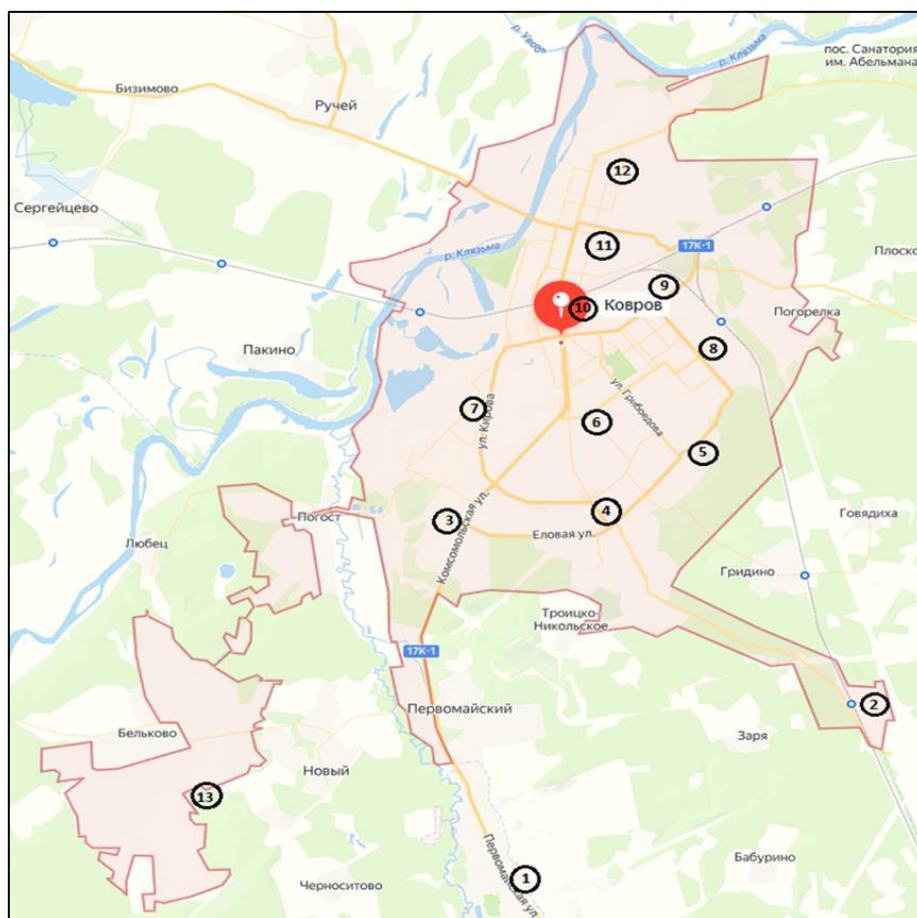 р. Уводь
р. Клязьма
пос. Санатория
им. Абельмана
Бизимово
Ручей
12
Сергейцево
р. Клязьма
11
17К-1
Плоско
9
10
Ковров
Погорелка
Пакино
8
7
ул. Кирова
6
ул. Грибоедова
5
3
Комсомольская ул.
4
Погост
Еловая ул.
Говядиха
Любец
Гридино
Троицко-
Никольское
17К-1
Первомайский
2
Бельково
Заря
Новый
13
Первомайская ул.
1
Бабурино
Черноситово